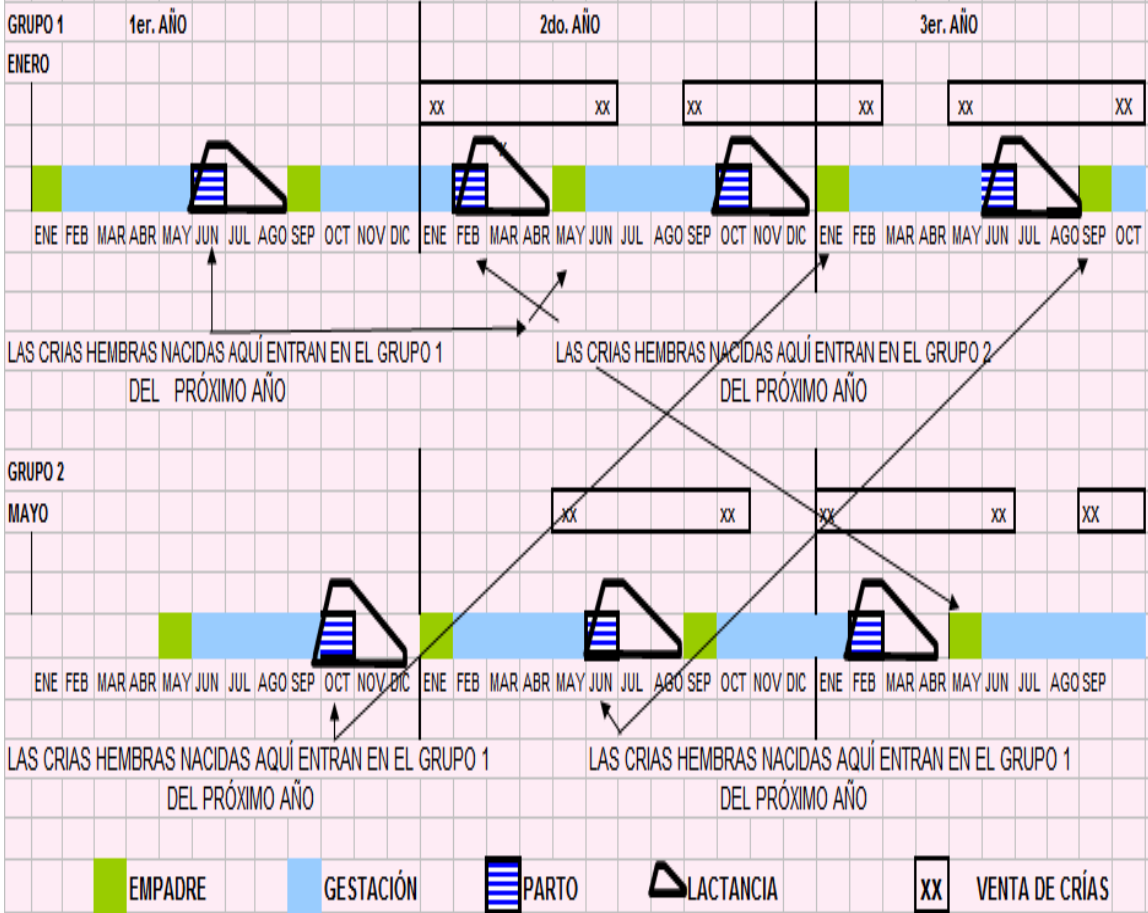 GRUPO 1 1er. AÑO 2do. AÑO 3er. AÑO
ENERO
XX XX XX XX XX XX
X
ENE FEB MAR ABR MAY JUN JUL AGO SEP OCT NOV DIC ENE FEB MAR ABR MAY JUN JUL AGO SEP OCT NOV DIC ENE FEB MAR ABR MAY JUN JUL AGO SEP OCT
LAS CRIAS HEMBRAS NACIDAS AQUÍ ENTRAN EN EL GRUPO 1
DEL PRÓXIMO AÑO
LAS CRIAS HEMBRAS NACIDAS AQUÍ ENTRAN EN EL GRUPO 2
DEL PRÓXIMO AÑO
GRUPO 2
MAYO
XX XX XX XX XX
ENE FEB MAR ABR MAY JUN JUL AGO SEP OCT NOV DIC ENE FEB MAR ABR MAY JUN JUL AGO SEP OCT NOV DIC ENE FEB MAR ABR MAY JUN JUL AGO SEP
LAS CRIAS HEMBRAS NACIDAS AQUÍ ENTRAN EN EL GRUPO 1
DEL PRÓXIMO AÑO
LAS CRIAS HEMBRAS NACIDAS AQUÍ ENTRAN EN EL GRUPO 1
DEL PRÓXIMO AÑO
EMPADRE GESTACIÓN PARTO LACTANCIA XX VENTA DE CRÍAS